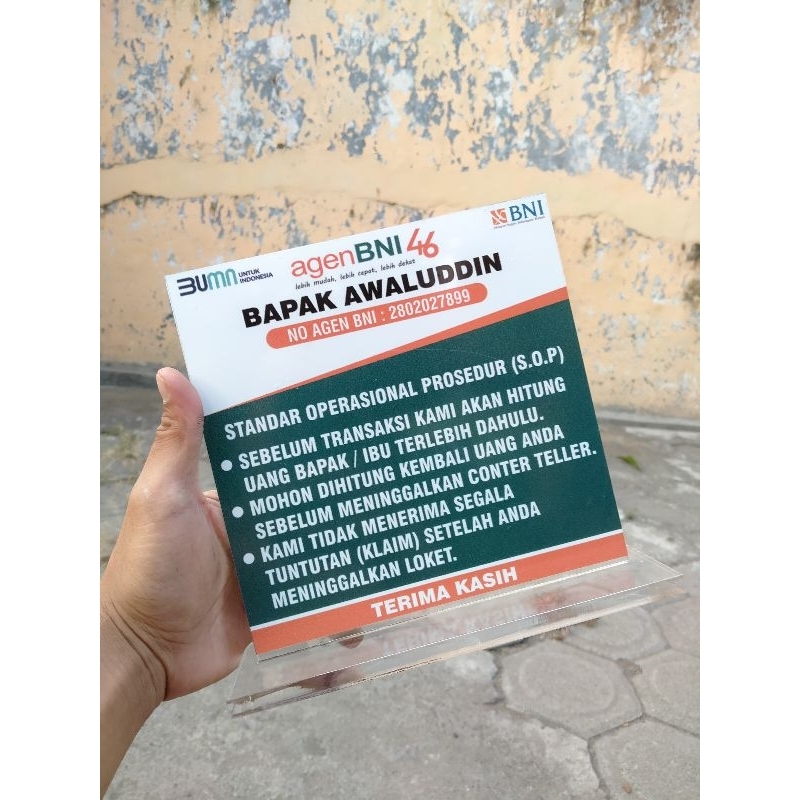 BUMN UNTUK INDONESIA
agenBNI 46
lebih mudah, lebih cepat, lebih dekat
BNI
BAPAK AWALUDDIN
NO AGEN BNI : 2802027899
STANDAR OPERASIONAL PROSEDUR (S.O.P)
SEBELUM TRANSAKSI KAMI AKAN HITUNG
UANG BAPAK / IBU TERLEBIH DAHULU.
MOHON DIHITUNG KEMBALI UANG ANDA
SEBELUM MENINGGALKAN CONTER TELLER.
KAMI TIDAK MENERIMA SEGALA
TUNTUTAN (KLAIM) SETELAH ANDA
MENINGGALKAN LOKET.
TERIMA KASIH